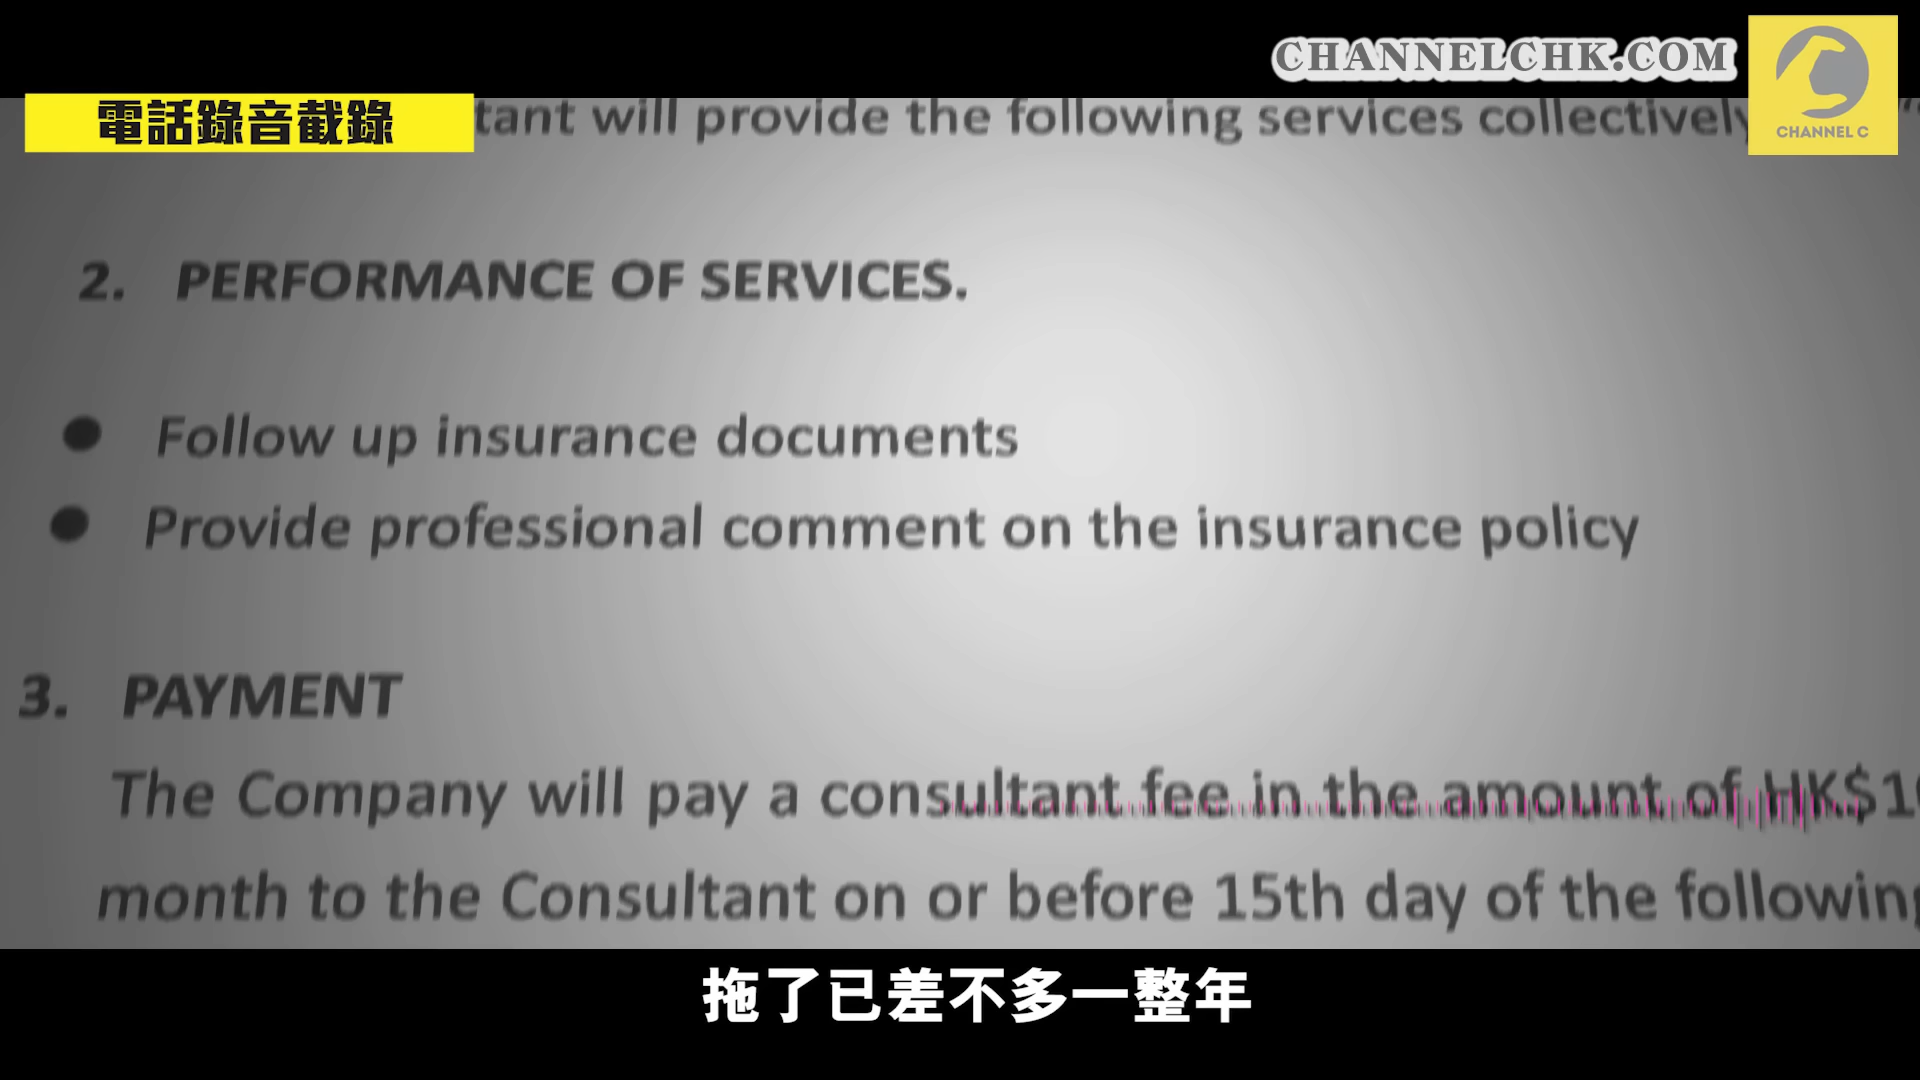 CHANNELCHK.COM
CHANNEL C
電話錄音截錄
tant will provide the following services collectively
2. PERFORMANCE OF SERVICES.
● Follow up insurance documents
● Provide professional comment on the insurance policy
3. PAYMENT
The Company will pay a consultant fee in the amount of HK$1
month to the Consultant on or before 15th day of the following
拖了已差不多一整年